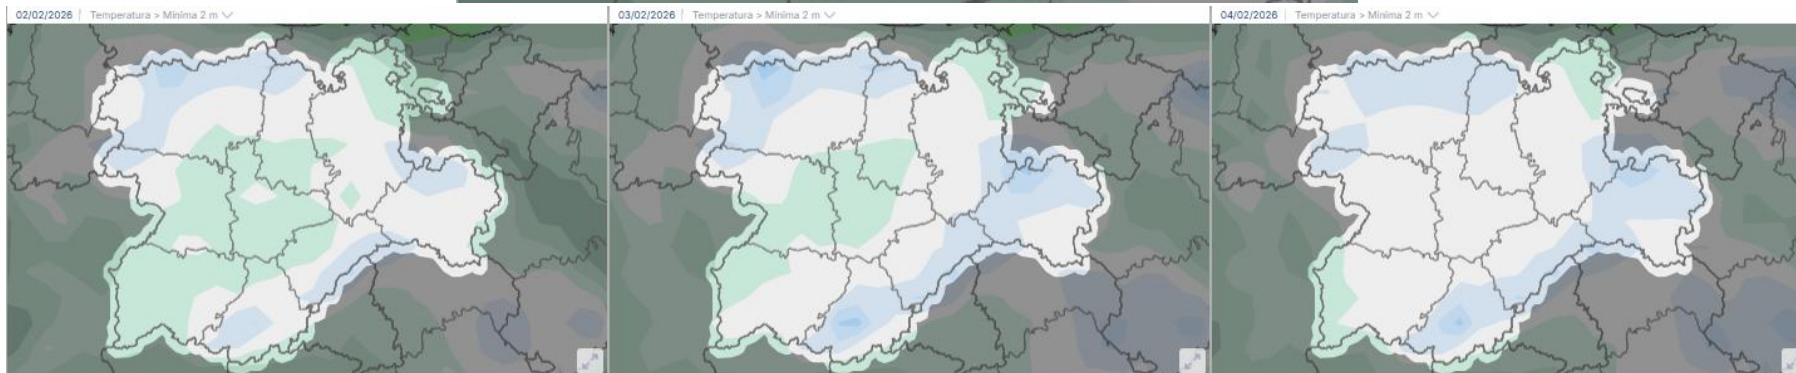 02/02/2026 | Temperatura > Mínima 2 m
03/02/2026 | Temperatura > Mínima 2 m
04/02/2026 | Temperatura > Mínima 2 m